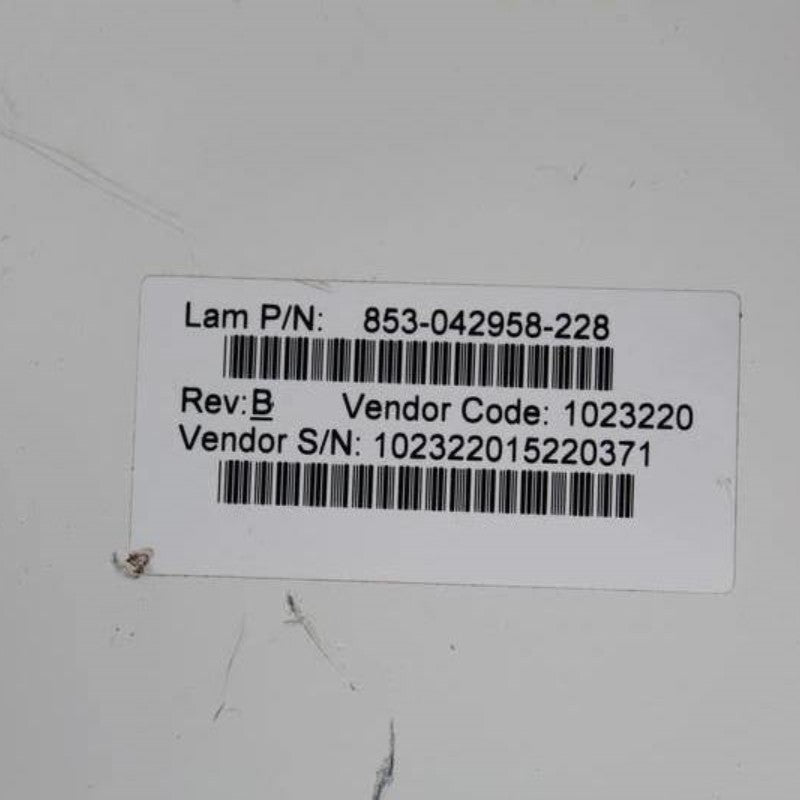 Lam P/N: 853-042958-228
Rev: B Vendor Code: 1023220
Vendor S/N: 102322015220371